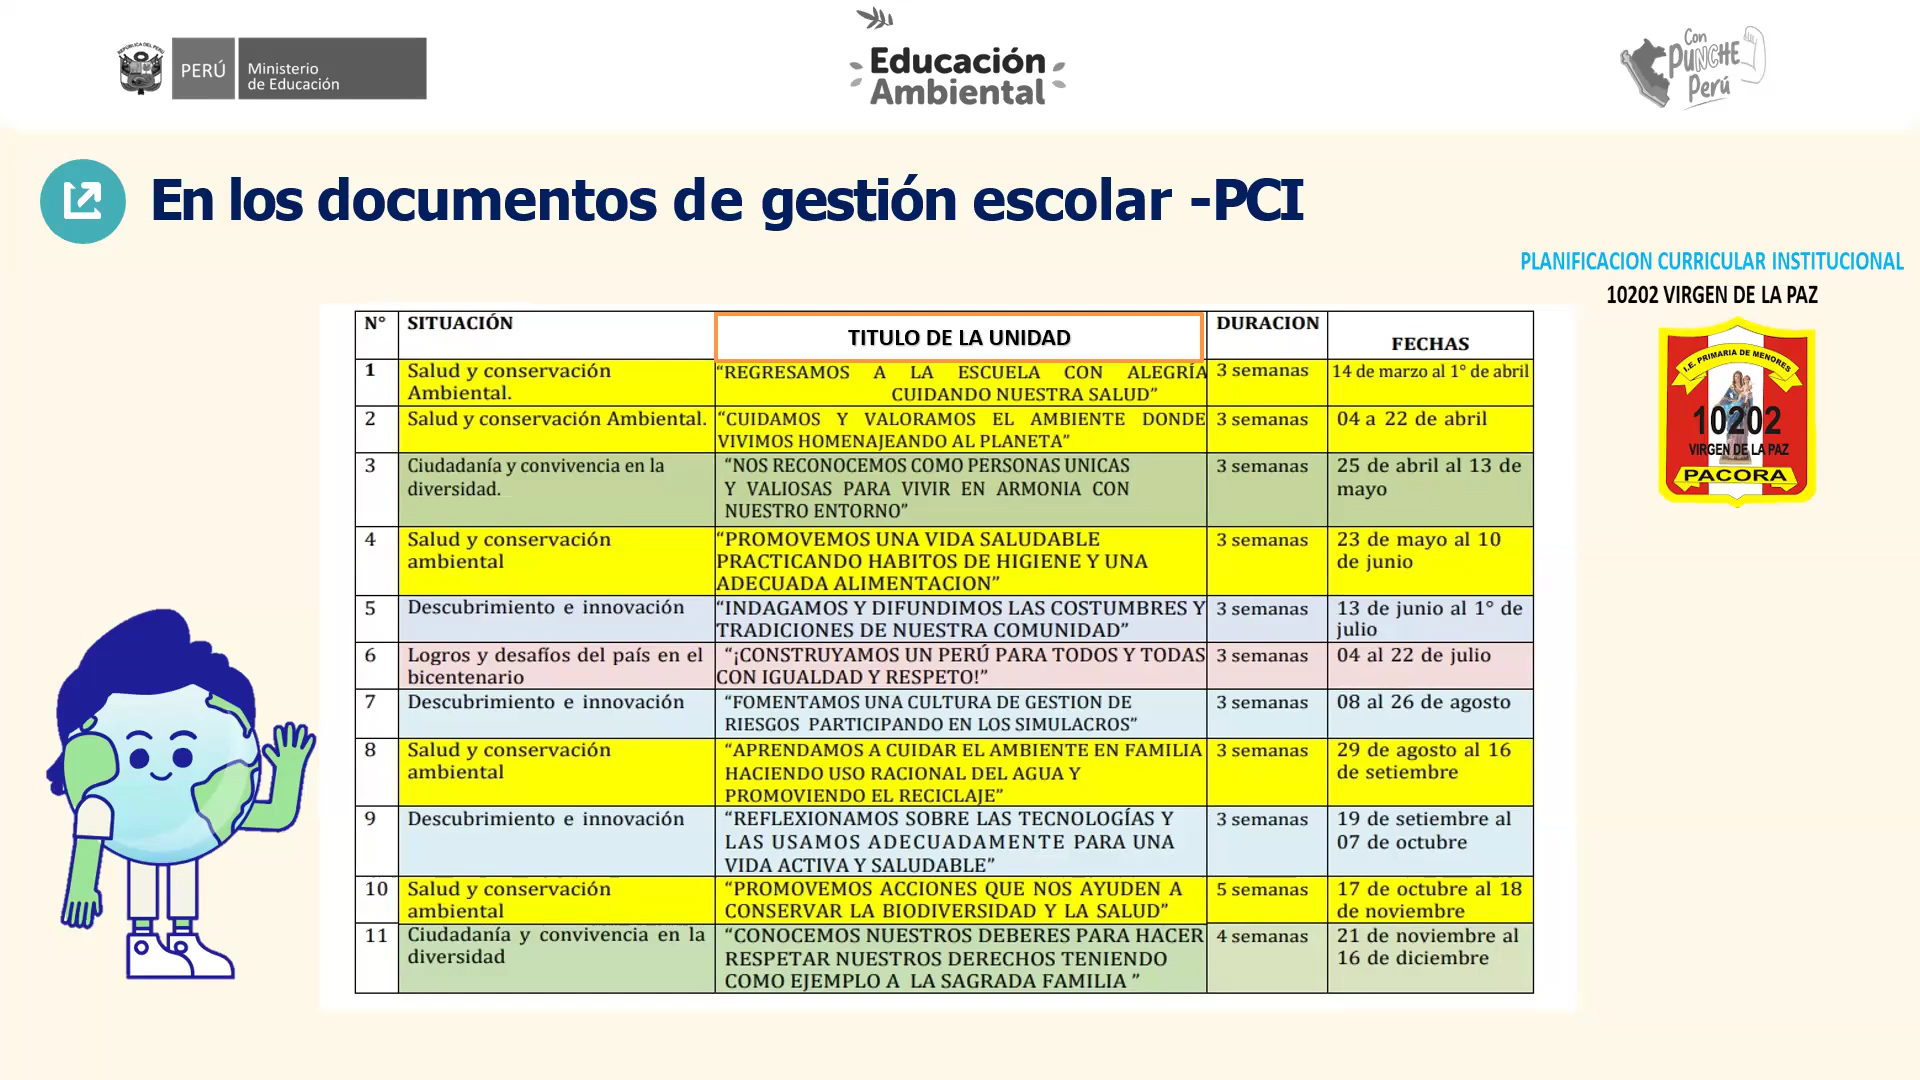 REPÚBLICA DEL PERÚ
PERÚ
Ministerio
de Educación
Educación
Ambiental
Con
PUNCHE
Perú
En los documentos de gestión escolar -PCI
PLANIFICACION CURRICULAR INSTITUCIONAL
10202 VIRGEN DE LA PAZ
I.E. PRIMARIA DE MENORES
10202
VIRGEN DE LA PAZ
PACORA
N° SITUACIÓN TITULO DE LA UNIDAD DURACION FECHAS
1 Salud y conservación “REGRESAMOS A LA ESCUELA CON ALEGRÍA 3 semanas 14 de marzo al 1° de abril
Ambiental. CUIDANDO NUESTRA SALUD”
2 Salud y conservación Ambiental. “CUIDAMOS Y VALORAMOS EL AMBIENTE DONDE 3 semanas 04 a 22 de abril
VIVIMOS HOMENAJEANDO AL PLANETA”
3 Ciudadanía y convivencia en la “NOS RECONOCEMOS COMO PERSONAS UNICAS 3 semanas 25 de abril al 13 de
diversidad. Y VALIOSAS PARA VIVIR EN ARMONIA CON mayo
NUESTRO ENTORNO”
4 Salud y conservación “PROMOVEMOS UNA VIDA SALUDABLE 3 semanas 23 de mayo al 10
ambiental PRACTICANDO HABITOS DE HIGIENE Y UNA de junio
ADECUADA ALIMENTACION”
5 Descubrimiento e innovación “INDAGAMOS Y DIFUNDIMOS LAS COSTUMBRES Y 3 semanas 13 de junio al 1° de
TRADICIONES DE NUESTRA COMUNIDAD” julio
6 Logros y desafíos del país en el “¡CONSTRUYAMOS UN PERÚ PARA TODOS Y TODAS 3 semanas 04 al 22 de julio
bicentenario CON IGUALDAD Y RESPETO!”
7 Descubrimiento e innovación “FOMENTAMOS UNA CULTURA DE GESTION DE 3 semanas 08 al 26 de agosto
RIESGOS PARTICIPANDO EN LOS SIMULACROS”
8 Salud y conservación “APRENDAMOS A CUIDAR EL AMBIENTE EN FAMILIA 3 semanas 29 de agosto al 16
ambiental HACIENDO USO RACIONAL DEL AGUA Y de setiembre
PROMOVIENDO EL RECICLAJE”
9 Descubrimiento e innovación “REFLEXIONAMOS SOBRE LAS TECNOLOGÍAS Y 3 semanas 19 de setiembre al
LAS USAMOS ADECUADAMENTE PARA UNA 07 de octubre
VIDA ACTIVA Y SALUDABLE”
10 Salud y conservación “PROMOVEMOS ACCIONES QUE NOS AYUDEN A 5 semanas 17 de octubre al 18
ambiental CONSERVAR LA BIODIVERSIDAD Y LA SALUD” de noviembre
11 Ciudadanía y convivencia en la “CONOCEMOS NUESTROS DEBERES PARA HACER 4 semanas 21 de noviembre al
diversidad RESPETAR NUESTROS DERECHOS TENIENDO 16 de diciembre
COMO EJEMPLO A LA SAGRADA FAMILIA ”